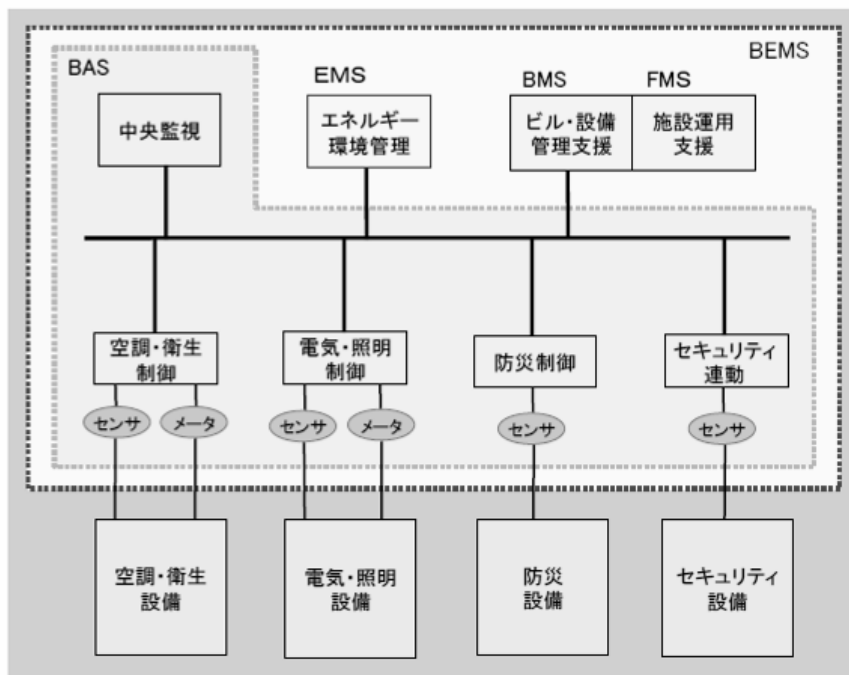 BEMS
BAS
EMS
BMS
FMS
中央監視
エネルギー
環境管理
ビル・設備
管理支援
施設運用
支援
空調・衛生
制御
電気・照明
制御
防災制御
セキュリティ
連動
センサ
メータ
センサ
メータ
センサ
センサ
空調・衛生
設備
電気・照明
設備
防災
設備
セキュリティ
設備